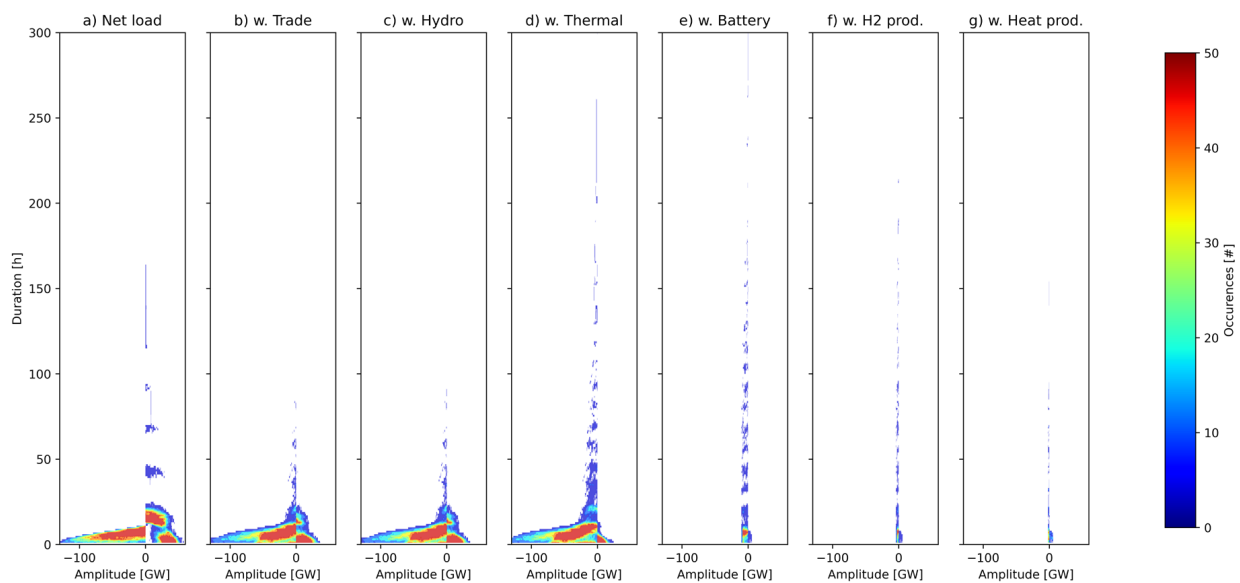 a) Net load
b) w. Trade
c) w. Hydro
d) w. Thermal
e) w. Battery
f) w. H2 prod.
g) w. Heat prod.
300
250
200
150
100
50
0
Duration [h]
−100 0
−100 0
−100 0
−100 0
−100 0
−100 0
−100 0
Amplitude [GW]
Amplitude [GW]
Amplitude [GW]
Amplitude [GW]
Amplitude [GW]
Amplitude [GW]
Amplitude [GW]
50
40
30
20
10
0
Occurences [#]